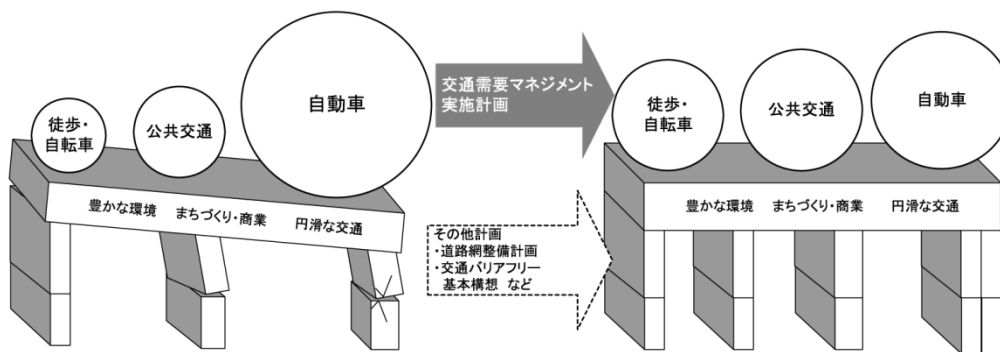 徒歩・
自転車
公共交通
自動車
豊かな環境 まちづくり・商業 円滑な交通
交通需要マネジメント
実施計画
その他計画
・道路網整備計画
・交通バリアフリー
基本構想 など
徒歩・
自転車
公共交通
自動車
豊かな環境 まちづくり・商業 円滑な交通